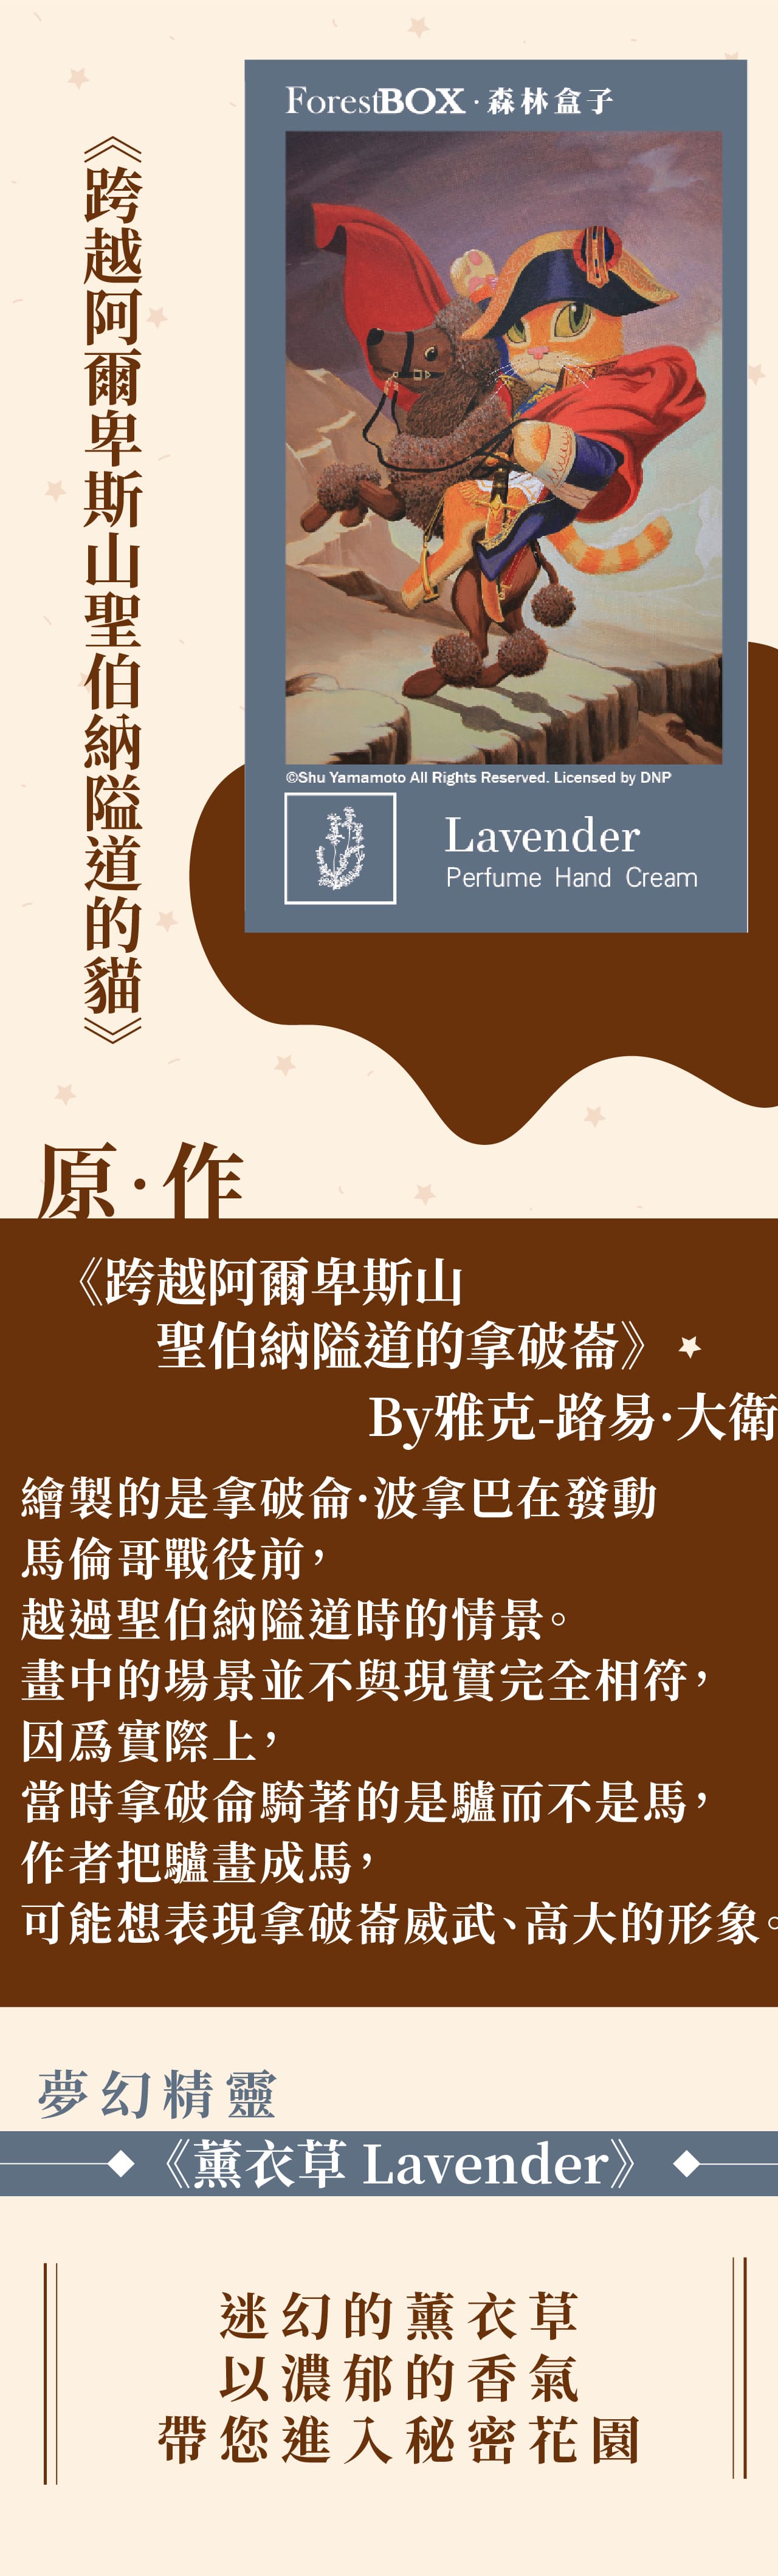 ForestBOX·森林盒子
《跨越阿爾卑斯山聖伯納隘道的貓》
©Shu Yamamoto All Rights Reserved. Licensed by DNP
Lavender
Perfume Hand Cream
原·作
《跨越阿爾卑斯山
聖伯納隘道的拿破崙》
By雅克-路易·大衛
繪製的是拿破侖·波拿巴在發動
馬倫哥戰役前，
越過聖伯納隘道時的情景。
畫中的場景並不與現實完全相符，
因爲實際上，
當時拿破侖騎著的是驢而不是馬，
作者把驢畫成馬，
可能想表現拿破崙威武、高大的形象。
夢幻精靈
《薰衣草 Lavender》
迷幻的薰衣草
以濃郁的香氣
帶您進入秘密花園